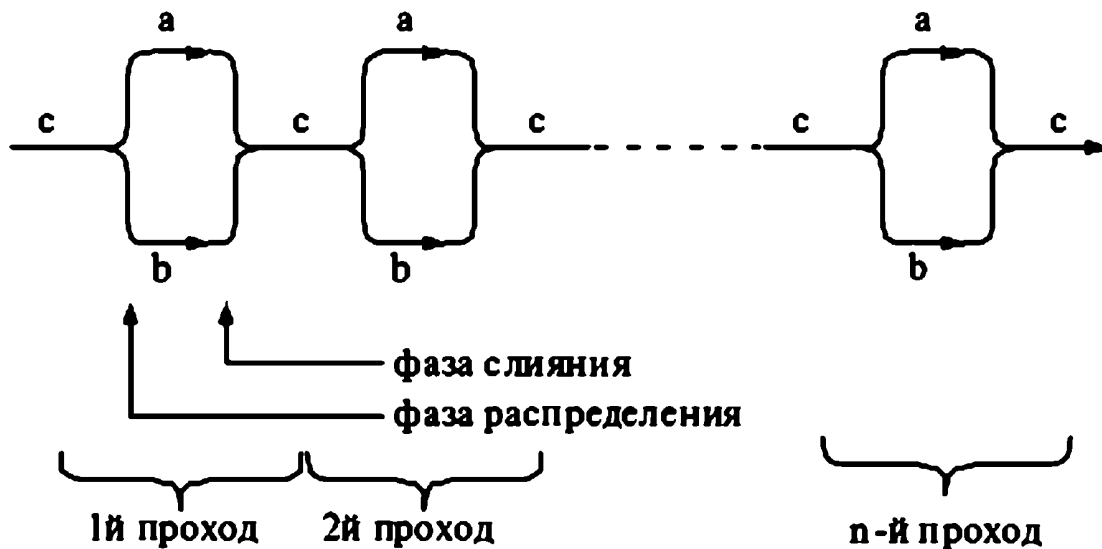 a a a
c c c c c
b b b
фаза слияния
фаза распределения
1й проход 2й проход n-й проход